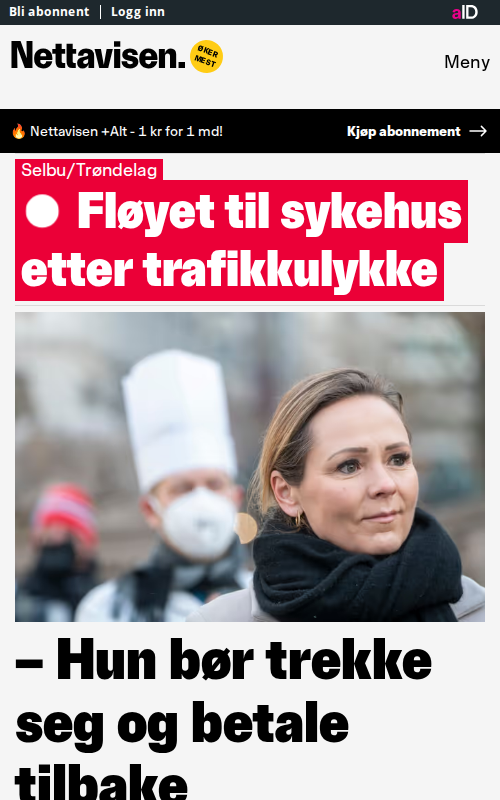 Bli abonnent | Logg inn
aID
Nettavisen.
ØKER
MEST
Meny
🔥 Nettavisen +Alt - 1 kr for 1 md!
Kjøp abonnement →
Selbu/Trøndelag
Fløyet til sykehus
etter trafikkulykke
– Hun bør trekke
seg og betale
tilbake